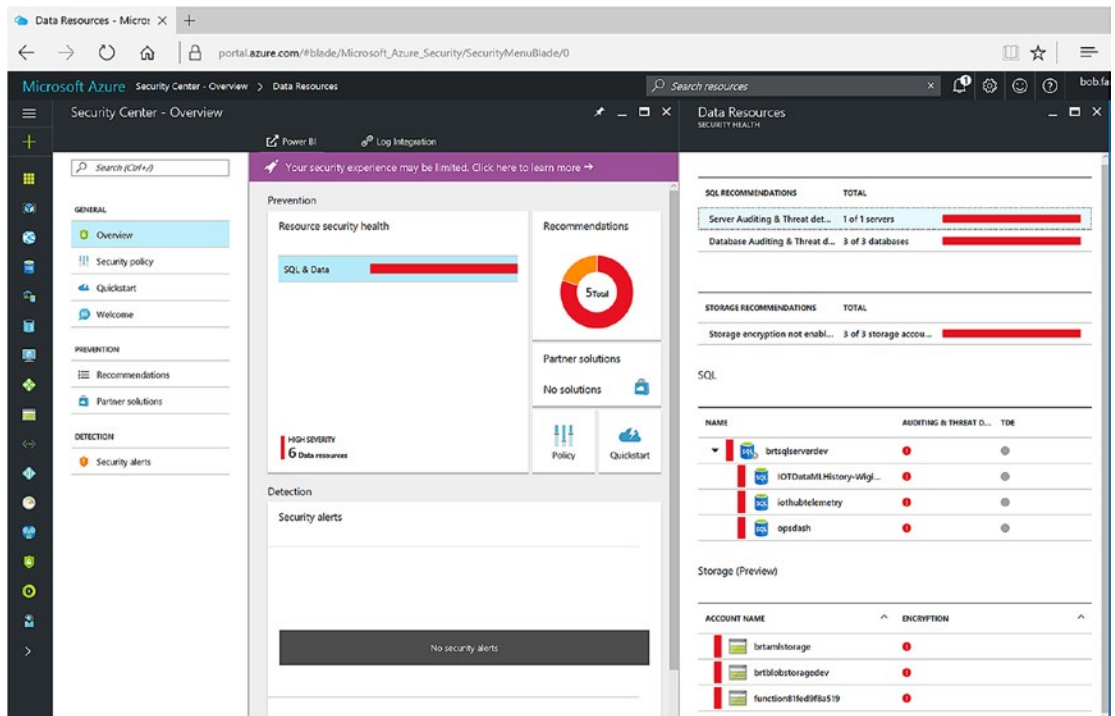 Data Resources - Micros
portal.azure.com/#blade/Microsoft_Azure_Security/SecurityMenuBlade/0
Microsoft Azure Security Center - Overview > Data Resources
Search resources
1
bob.fa
Security Center - Overview
Power BI
Log Integration
Search (Ctrl+/)
GENERAL
Overview
Security policy
Quickstart
Welcome
PREVENTION
Recommendations
Partner solutions
DETECTION
Security alerts
Your security experience may be limited. Click here to learn more →
Prevention
Resource security health
SQL & Data
HIGH SEVERITY
6 Data resources
Recommendations
5 Total
Partner solutions
No solutions
Policy
Quickstart
Detection
Security alerts
No security alerts
Data Resources
SECURITY HEALTH
SQL RECOMMENDATIONS TOTAL
Server Auditing & Threat det... 1 of 1 servers
Database Auditing & Threat d... 3 of 3 databases
STORAGE RECOMMENDATIONS TOTAL
Storage encryption not enabl... 3 of 3 storage accou...
SQL
NAME AUDITING & THREAT D... TDE
brtsqlserverdev
IOTDataMLHistory-Wigi...
iothubtelemetry
opsdash
Storage (Preview)
ACCOUNT NAME ENCRYPTION
brtamlstorage
brtblobstoragedev
function81fed9f8a519